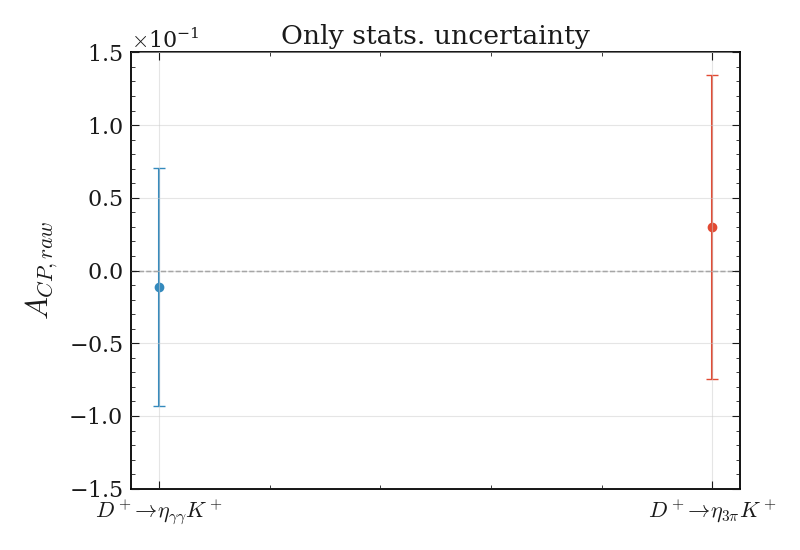 Only stats. uncertainty
×10⁻¹
1.5
1.0
0.5
0.0
−0.5
−1.0
−1.5
A_{CP, raw}
D⁺→η_{γγ}K⁺
D⁺→η_{3π}K⁺